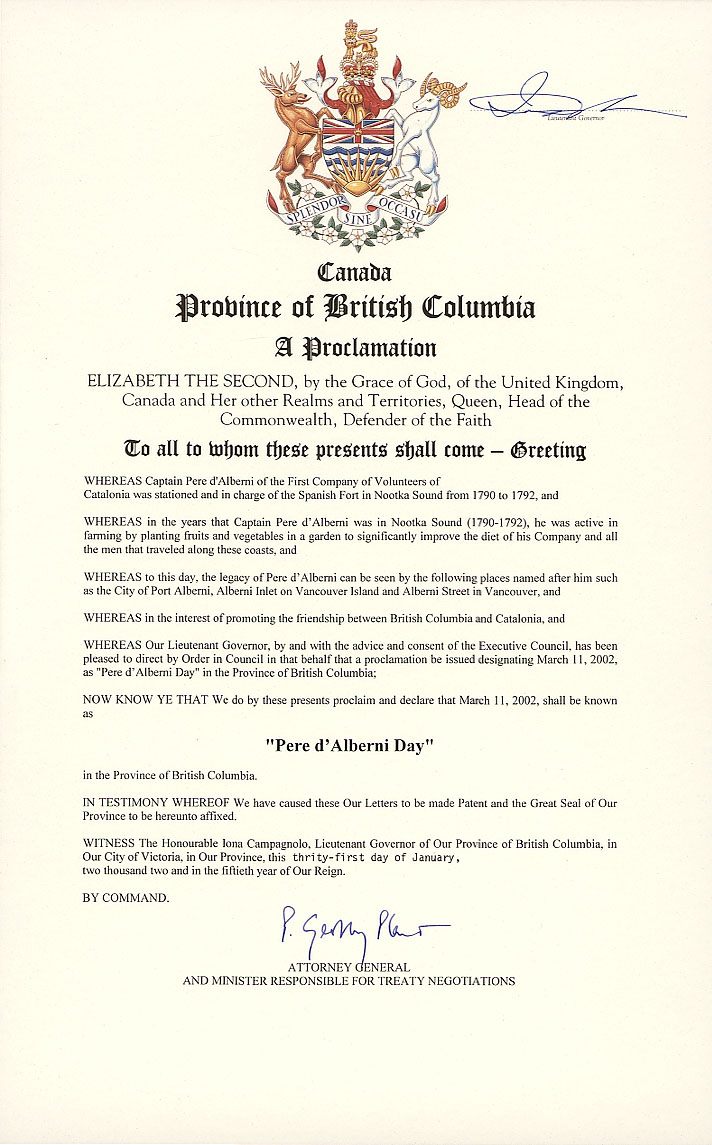 Lieutenant Governor
SPLENDOR SINE OCCASU
Canada
Province of British Columbia
A Proclamation
ELIZABETH THE SECOND, by the Grace of God, of the United Kingdom,
Canada and Her other Realms and Territories, Queen, Head of the
Commonwealth, Defender of the Faith
To all to whom these presents shall come – Greeting
WHEREAS Captain Pere d'Alberni of the First Company of Volunteers of
Catalonia was stationed and in charge of the Spanish Fort in Nootka Sound from 1790 to 1792, and
WHEREAS in the years that Captain Pere d’Alberni was in Nootka Sound (1790-1792), he was active in
farming by planting fruits and vegetables in a garden to significantly improve the diet of his Company and all
the men that traveled along these coasts, and
WHEREAS to this day, the legacy of Pere d’Alberni can be seen by the following places named after him such
as the City of Port Alberni, Alberni Inlet on Vancouver Island and Alberni Street in Vancouver, and
WHEREAS in the interest of promoting the friendship between British Columbia and Catalonia, and
WHEREAS Our Lieutenant Governor, by and with the advice and consent of the Executive Council, has been
pleased to direct by Order in Council in that behalf that a proclamation be issued designating March 11, 2002,
as "Pere d’Alberni Day" in the Province of British Columbia;
NOW KNOW YE THAT We do by these presents proclaim and declare that March 11, 2002, shall be known
as
"Pere d’Alberni Day"
in the Province of British Columbia.
IN TESTIMONY WHEREOF We have caused these Our Letters to be made Patent and the Great Seal of Our
Province to be hereunto affixed.
WITNESS The Honourable Iona Campagnolo, Lieutenant Governor of Our Province of British Columbia, in
Our City of Victoria, in Our Province, this thrity-first day of January,
two thousand two and in the fiftieth year of Our Reign.
BY COMMAND.
P. Geoffrey Plant
ATTORNEY GENERAL
AND MINISTER RESPONSIBLE FOR TREATY NEGOTIATIONS